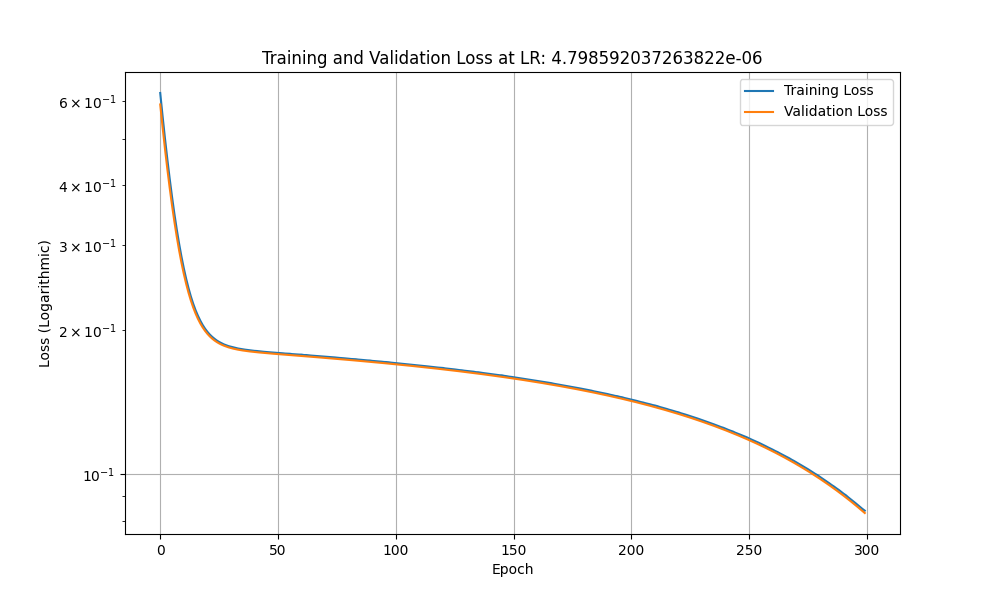 Training and Validation Loss at LR: 4.798592037263822e-06
Training Loss
Validation Loss
Loss (Logarithmic)
6 × 10⁻¹
4 × 10⁻¹
3 × 10⁻¹
2 × 10⁻¹
10⁻¹
0 50 100 150 200 250 300
Epoch